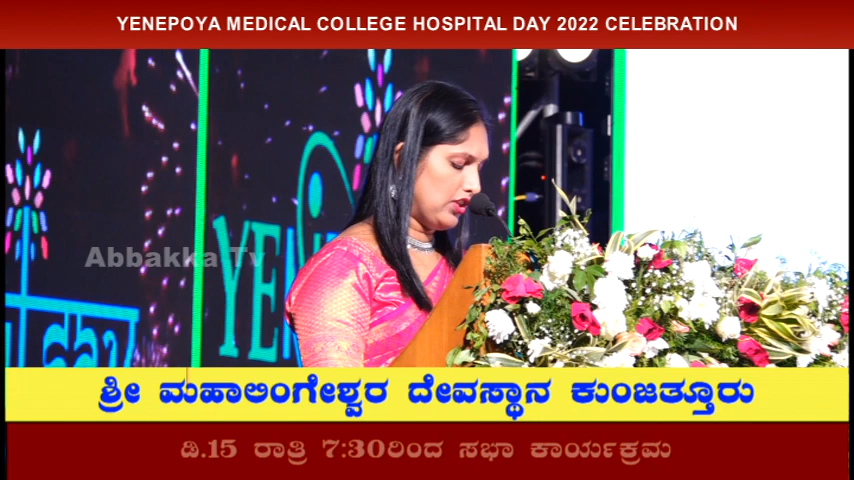 YENEPOYA MEDICAL COLLEGE HOSPITAL DAY 2022 CELEBRATION
Abbakka Tv
YEN
ಶ್ರೀ ಮಹಾಲಿಂಗೇಶ್ವರ ದೇವಸ್ಥಾನ ಕುಂಜತ್ತೂರು
ಡಿ.15 ರಾತ್ರಿ 7:30ರಿಂದ ಸಭಾ ಕಾರ್ಯಕ್ರಮ